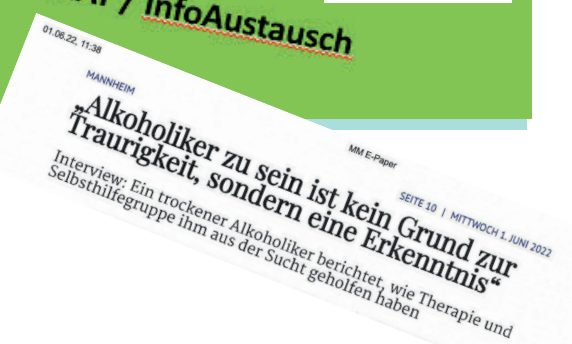 / InfoAustausch
01.06.22, 11:38
MM E-Paper
MANNHEIM
SEITE 10 | MITTWOCH 1. JUNI 2022
„Alkoholiker zu sein ist kein Grund zur
Traurigkeit, sondern eine Erkenntnis“
Interview: Ein trockener Alkoholiker berichtet, wie Therapie und
Selbsthilfegruppe ihm aus der Sucht geholfen haben